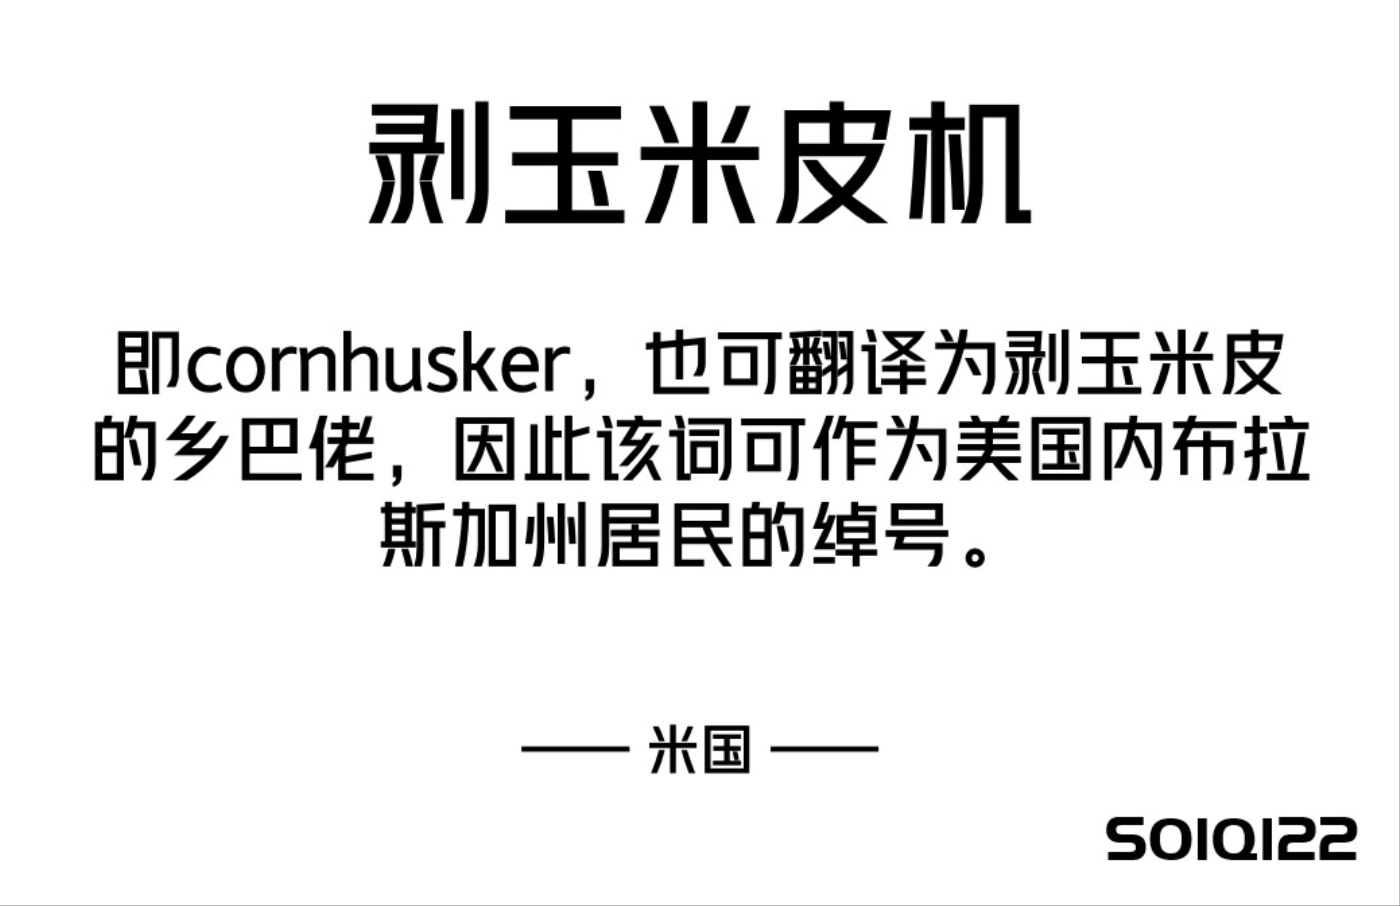 剥玉米皮机
即cornhusker，也可翻译为剥玉米皮
的乡巴佬，因此该词可作为美国内布拉
斯加州居民的绰号。
—— 米国 ——
SOIQI22